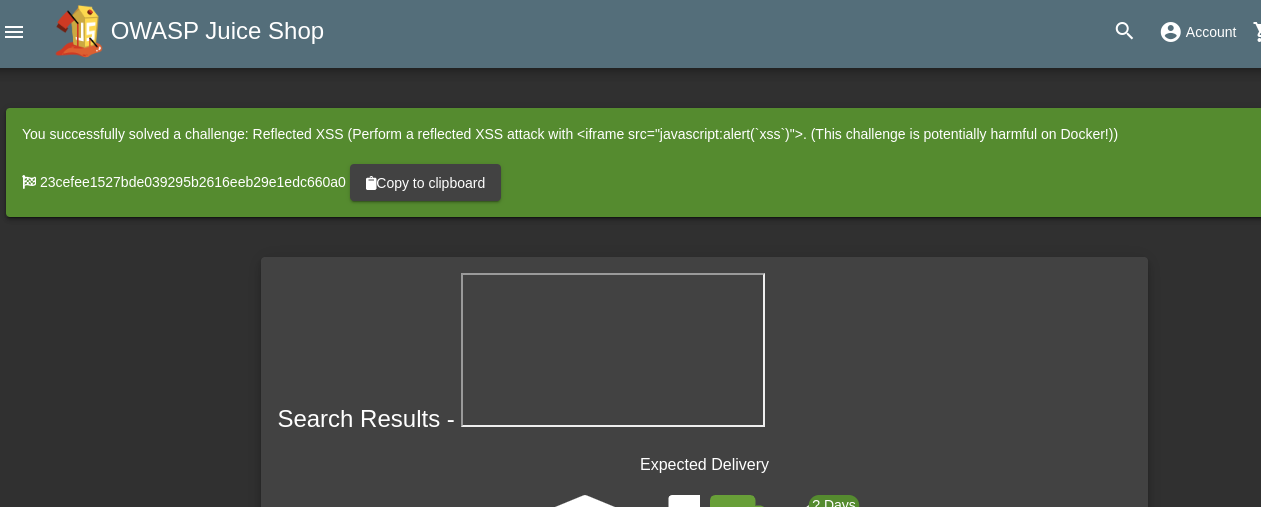 OWASP Juice Shop
Account
You successfully solved a challenge: Reflected XSS (Perform a reflected XSS attack with <iframe src="javascript:alert(`xss`)">. (This challenge is potentially harmful on Docker!))
23cefee1527bde039295b2616eeb29e1edc660a0 Copy to clipboard
Search Results -
Expected Delivery
2 Days